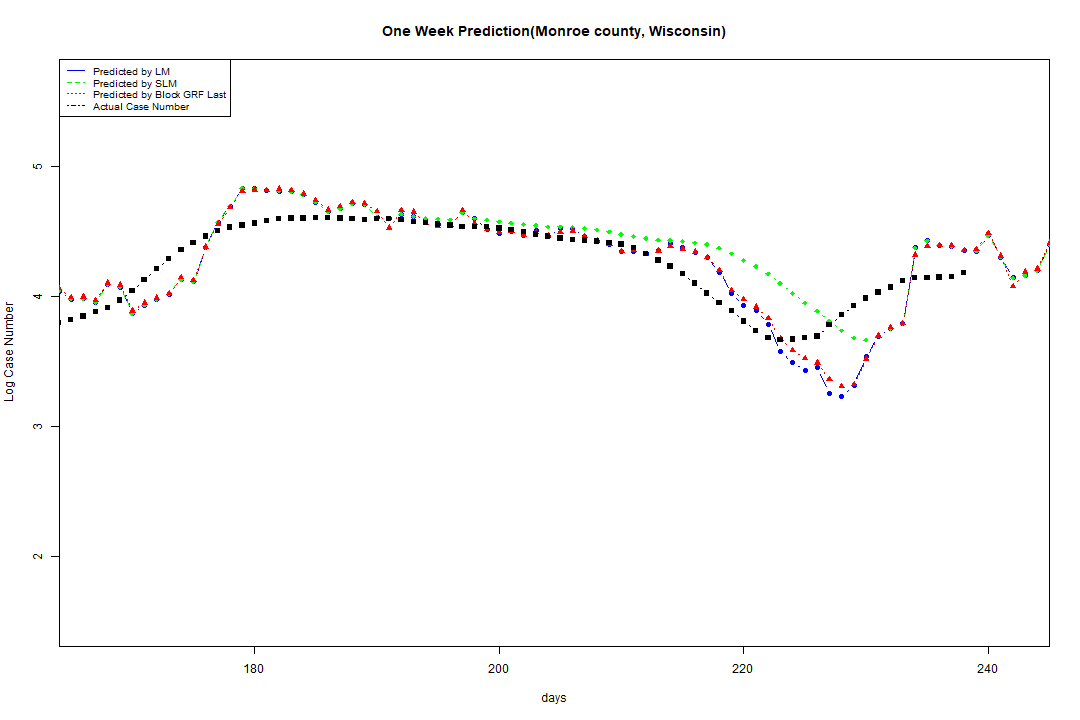 One Week Prediction(Monroe county, Wisconsin)
Predicted by LM
Predicted by SLM
Predicted by Block GRF Last
Actual Case Number
5
4
3
2
Log Case Number
180 200 220 240
days